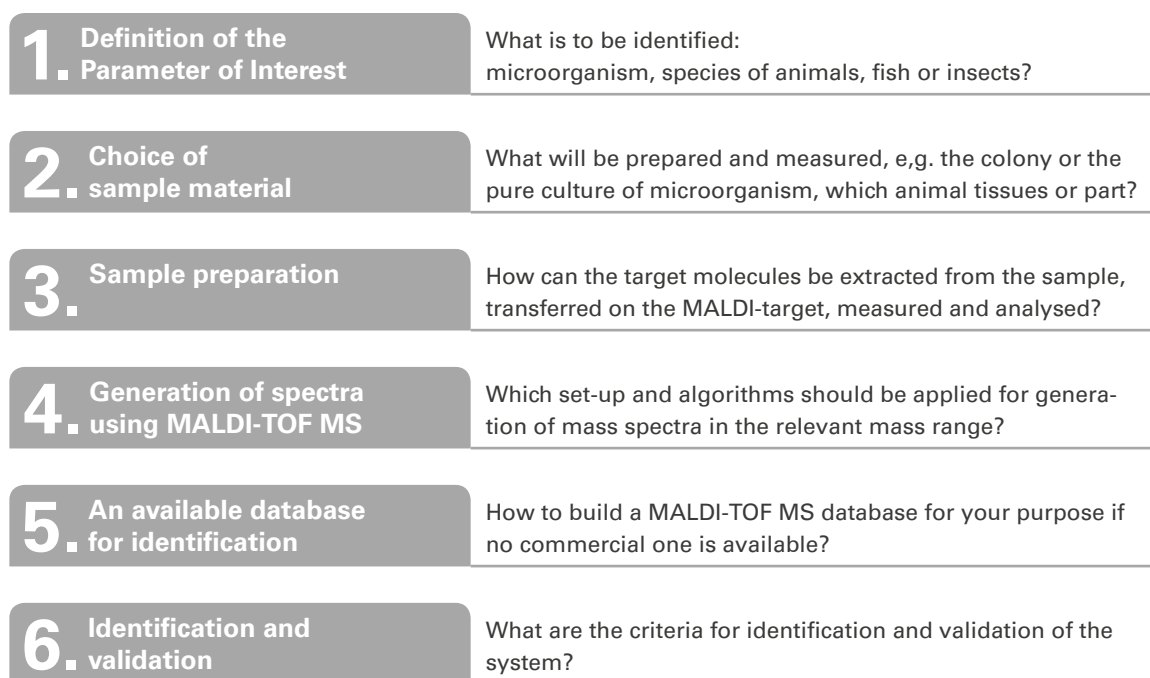 1. Definition of the
Parameter of Interest
What is to be identified:
microorganism, species of animals, fish or insects?
2. Choice of
sample material
What will be prepared and measured, e,g. the colony or the
pure culture of microorganism, which animal tissues or part?
3. Sample preparation
How can the target molecules be extracted from the sample,
transferred on the MALDI-target, measured and analysed?
4. Generation of spectra
using MALDI-TOF MS
Which set-up and algorithms should be applied for genera-
tion of mass spectra in the relevant mass range?
5. An available database
for identification
How to build a MALDI-TOF MS database for your purpose if
no commercial one is available?
6. Identification and
validation
What are the criteria for identification and validation of the
system?